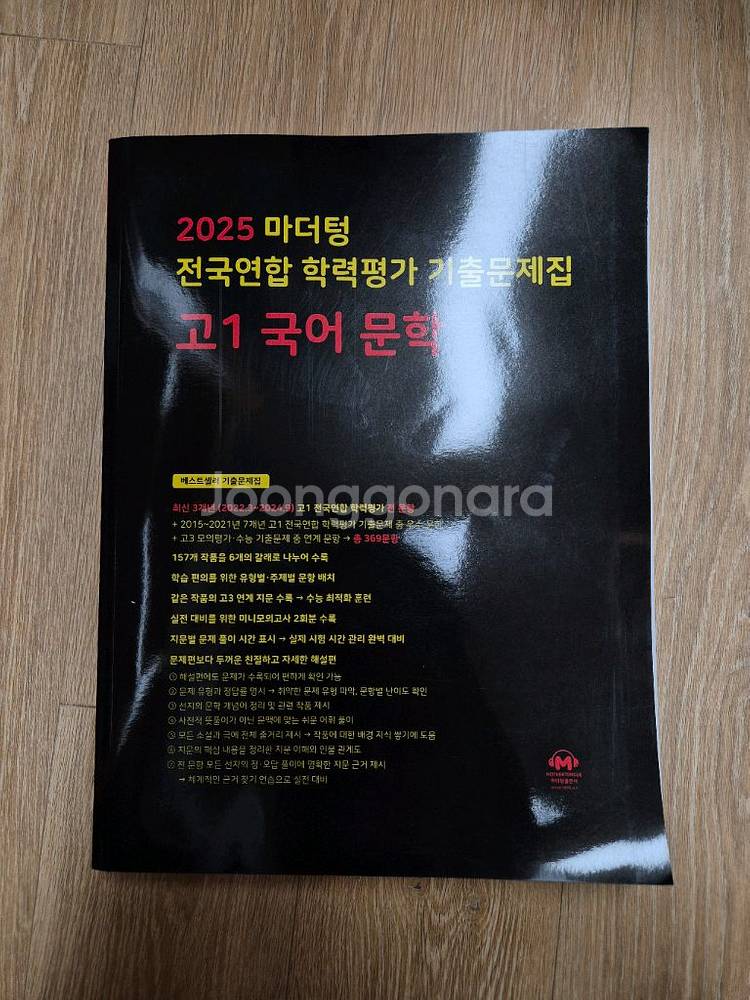 2025 마더텅
전국연합 학력평가 기출문제집
고1 국어 문학
베스트셀러 기출문제집
최신 3개년 (2022.3~2024.9) 고1 전국연합 학력평가 전 문항
+ 2015~2021년 7개년 고1 전국연합 학력평가 기출문제 중 우수 문항
+ 고3 모의평가·수능 기출문제 중 연계 문항 → 총 369문항
157개 작품을 6개의 갈래로 나누어 수록
학습 편의를 위한 유형별·주제별 문항 배치
같은 작품의 고3 연계 지문 수록 → 수능 최적화 훈련
실전 대비를 위한 미니모의고사 2회분 수록
지문별 문제 풀이 시간 표시 → 실제 시험 시간 관리 완벽 대비
문제편보다 두꺼운 친절하고 자세한 해설편
① 해설편에도 문제가 수록되어 편하게 확인 가능
② 문제 유형과 정답률 명시 → 취약한 문제 유형 파악, 문항별 난이도 확인
③ 선지의 문학 개념어 정리 및 관련 작품 제시
④ 사전적 뜻풀이가 아닌 문맥에 맞는 쉬운 어휘 풀이
⑤ 모든 소설과 극에 전체 줄거리 제시 → 작품에 대한 배경 지식 쌓기에 도움
⑥ 지문의 핵심 내용을 정리한 지문 이해와 인물 관계도
⑦ 전 문항 모든 선지의 정·오답 풀이에 명확한 지문 근거 제시
→ 체계적인 근거 찾기 연습으로 실전 대비
M
MOTHERTONGUE
마더텅출판사
Joonggonara